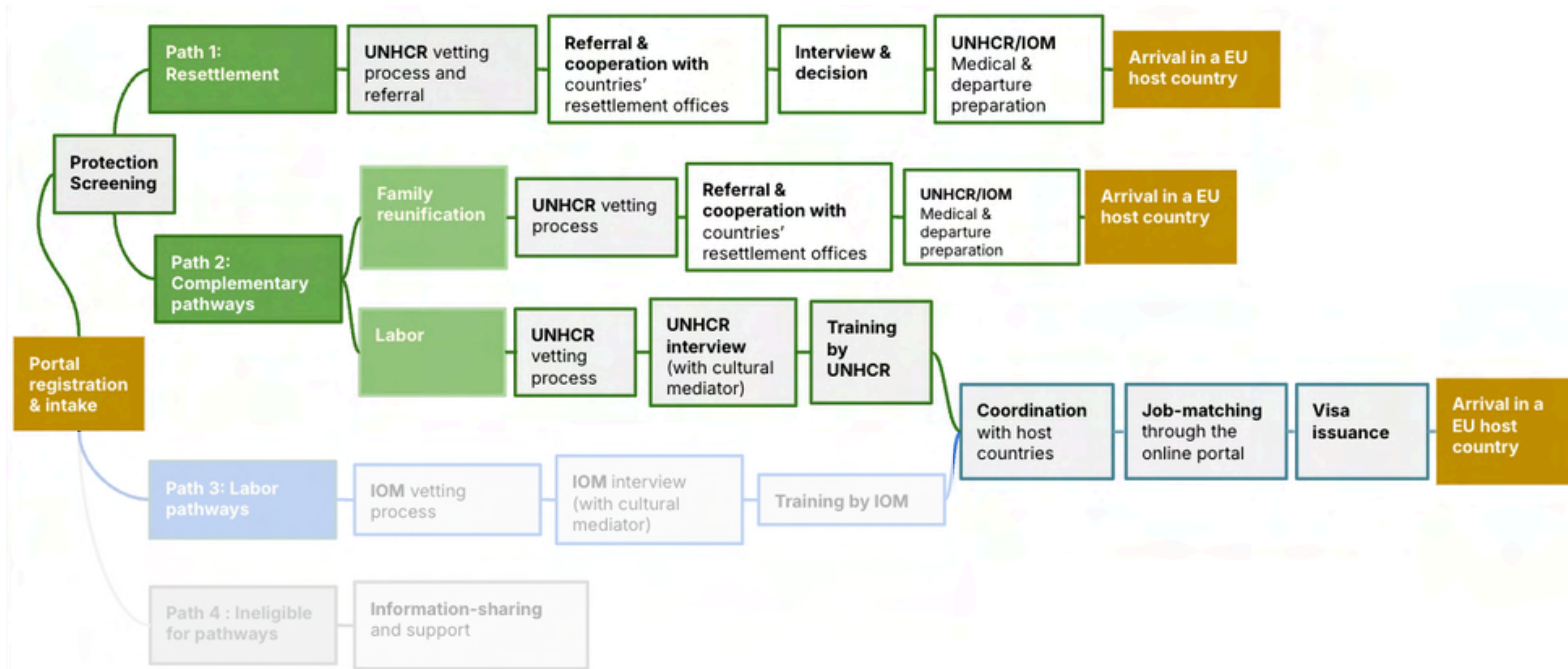 Path 1:
Resettlement
UNHCR vetting
process and
referral
Referral &
cooperation with
countries’
resettlement offices
Interview &
decision
UNHCR/IOM
Medical &
departure
preparation
Arrival in a EU
host country
Protection
Screening
Path 2:
Complementary
pathways
Family
reunification
UNHCR vetting
process
Referral &
cooperation with
countries’
resettlement offices
UNHCR/IOM
Medical &
departure
preparation
Arrival in a EU
host country
Labor
UNHCR
vetting
process
UNHCR
interview
(with cultural
mediator)
Training
by
UNHCR
Portal
registration
& intake
Coordination
with host
countries
Job-matching
through the
online portal
Visa
issuance
Arrival in a
EU host
country
Path 3: Labor
pathways
IOM vetting
process
IOM interview
(with cultural
mediator)
Training by IOM
Path 4 : Ineligible
for pathways
Information-sharing
and support